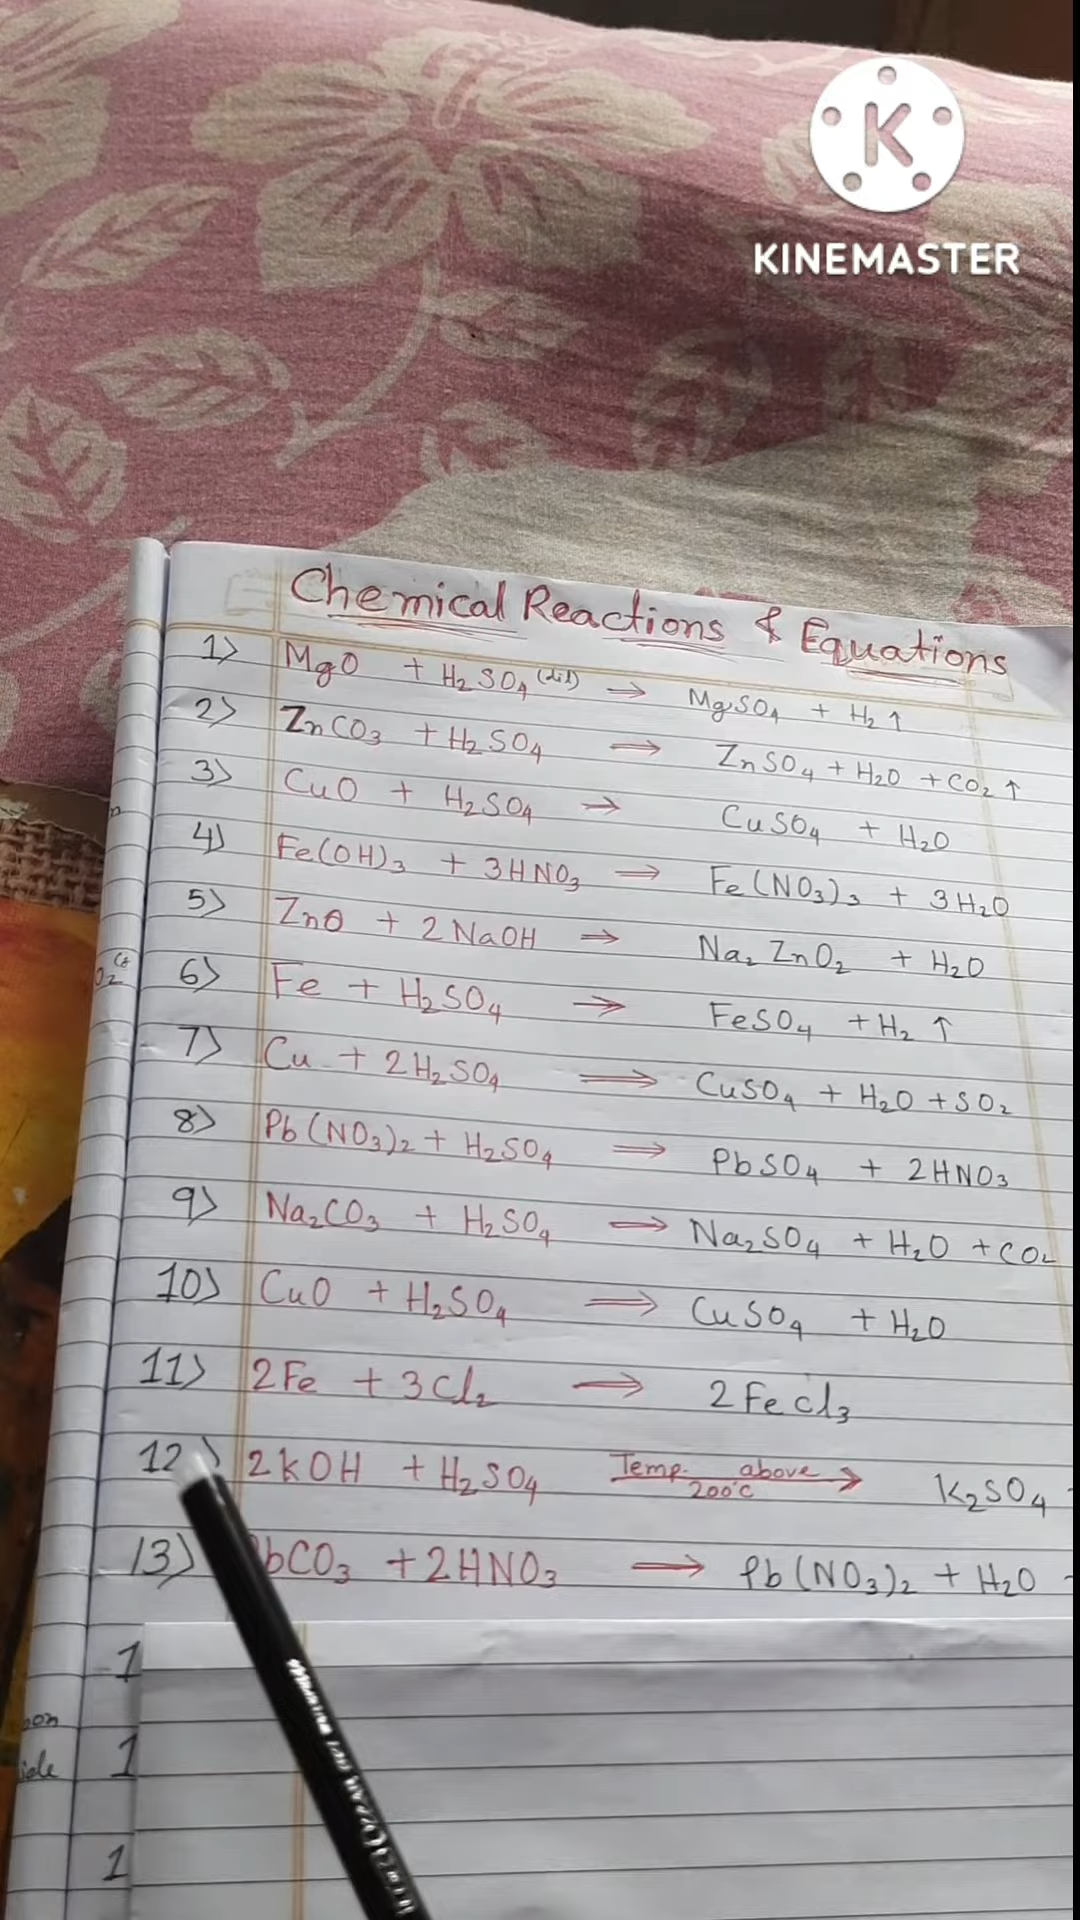 K
KINEMASTER
Chemical Reactions & Equations
1) MgO + H₂SO₄ (dil) → MgSO₄ + H₂↑
2) ZnCO₃ + H₂SO₄ → ZnSO₄ + H₂O + CO₂↑
3) CuO + H₂SO₄ → CuSO₄ + H₂O
4) Fe(OH)₃ + 3HNO₃ → Fe(NO₃)₃ + 3H₂O
5) ZnO + 2NaOH → Na₂ZnO₂ + H₂O
6) Fe + H₂SO₄ → FeSO₄ + H₂↑
7) Cu + 2H₂SO₄ ⇒ CuSO₄ + H₂O + SO₂
8) Pb(NO₃)₂ + H₂SO₄ → PbSO₄ + 2HNO₃
9) Na₂CO₃ + H₂SO₄ → Na₂SO₄ + H₂O + CO₂
10) CuO + H₂SO₄ ⇒ CuSO₄ + H₂O
11) 2Fe + 3Cl₂ → 2FeCl₃
12) 2KOH + H₂SO₄ Temp. above 200°C → K₂SO₄
13) PbCO₃ + 2HNO₃ → Pb(NO₃)₂ + H₂O
1
1
1